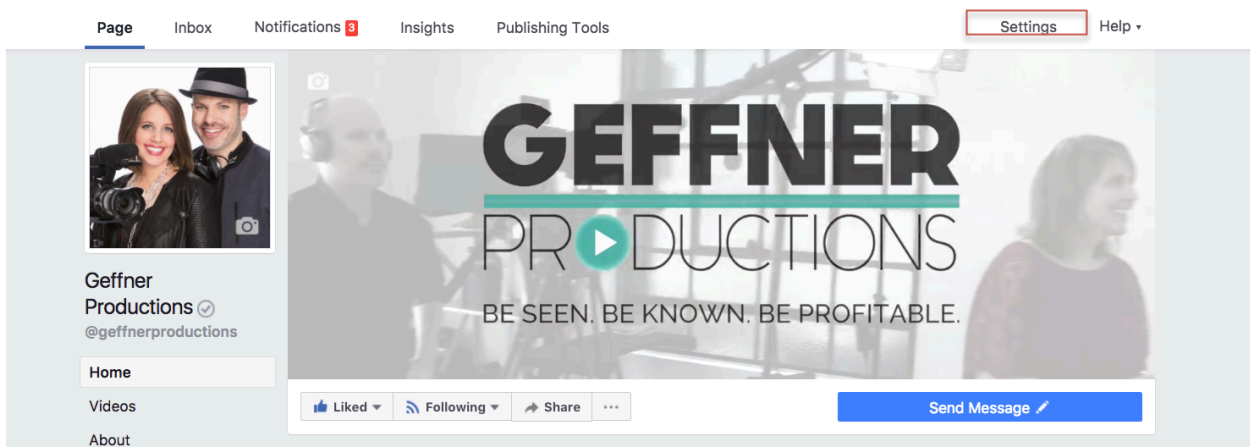 Page Inbox Notifications 3 Insights Publishing Tools Settings Help
GEFFNER
PRODUCTIONS
BE SEEN. BE KNOWN. BE PROFITABLE.
Geffner
Productions
@geffnerproductions
Home
Videos
About
Liked Following Share ...
Send Message